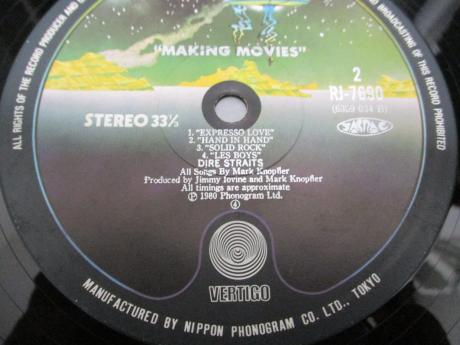 "MAKING MOVIES"
2
RJ-7690
(6359 034 B)
STEREO 33⅓
1. "EXPRESSO LOVE"
2. "HAND IN HAND"
3. "SOLID ROCK"
4. "LES BOYS"
DIRE STRAITS
All Songs By Mark Knopfler
Produced by Jimmy Iovine and Mark Knopfler
All timings are approximate
Ⓟ 1980 Phonogram Ltd.
④
VERTIGO
MANUFACTURED BY NIPPON PHONOGRAM CO. LTD., TOKYO
ALL RIGHTS OF THE RECORD PRODUCER AND
BROADCASTING OF THIS RECORD PROHIBITED